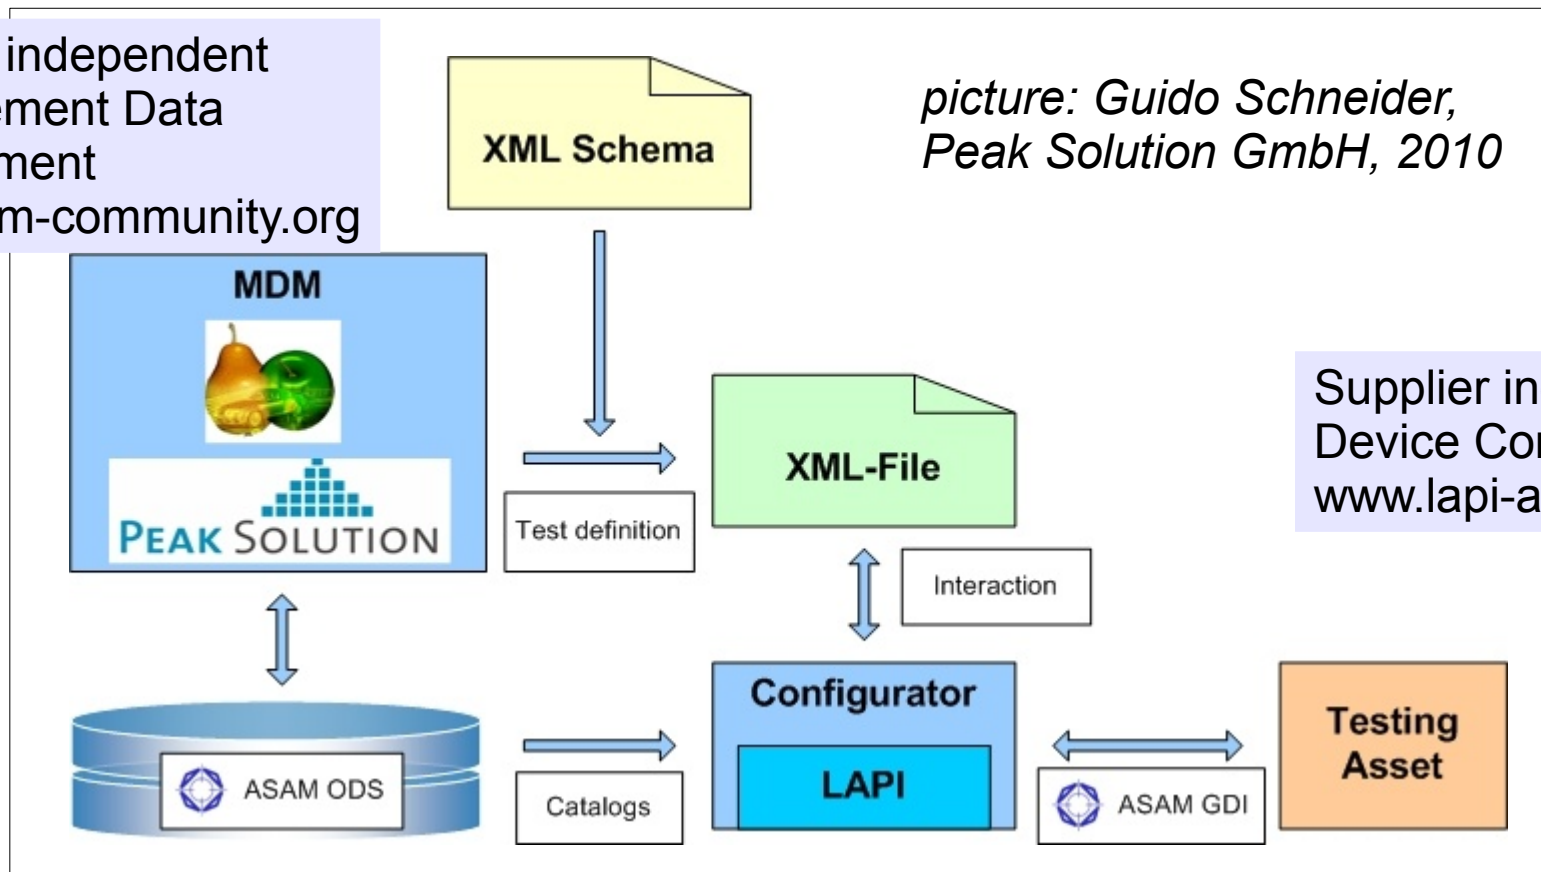 independent
ement Data
ment
m-community.org
XML Schema
picture: Guido Schneider,
Peak Solution GmbH, 2010
MDM
PEAK SOLUTION
Test definition
XML-File
Supplier in
Device Con
www.lapi-a
Interaction
ASAM ODS
Catalogs
Configurator
LAPI
ASAM GDI
Testing
Asset